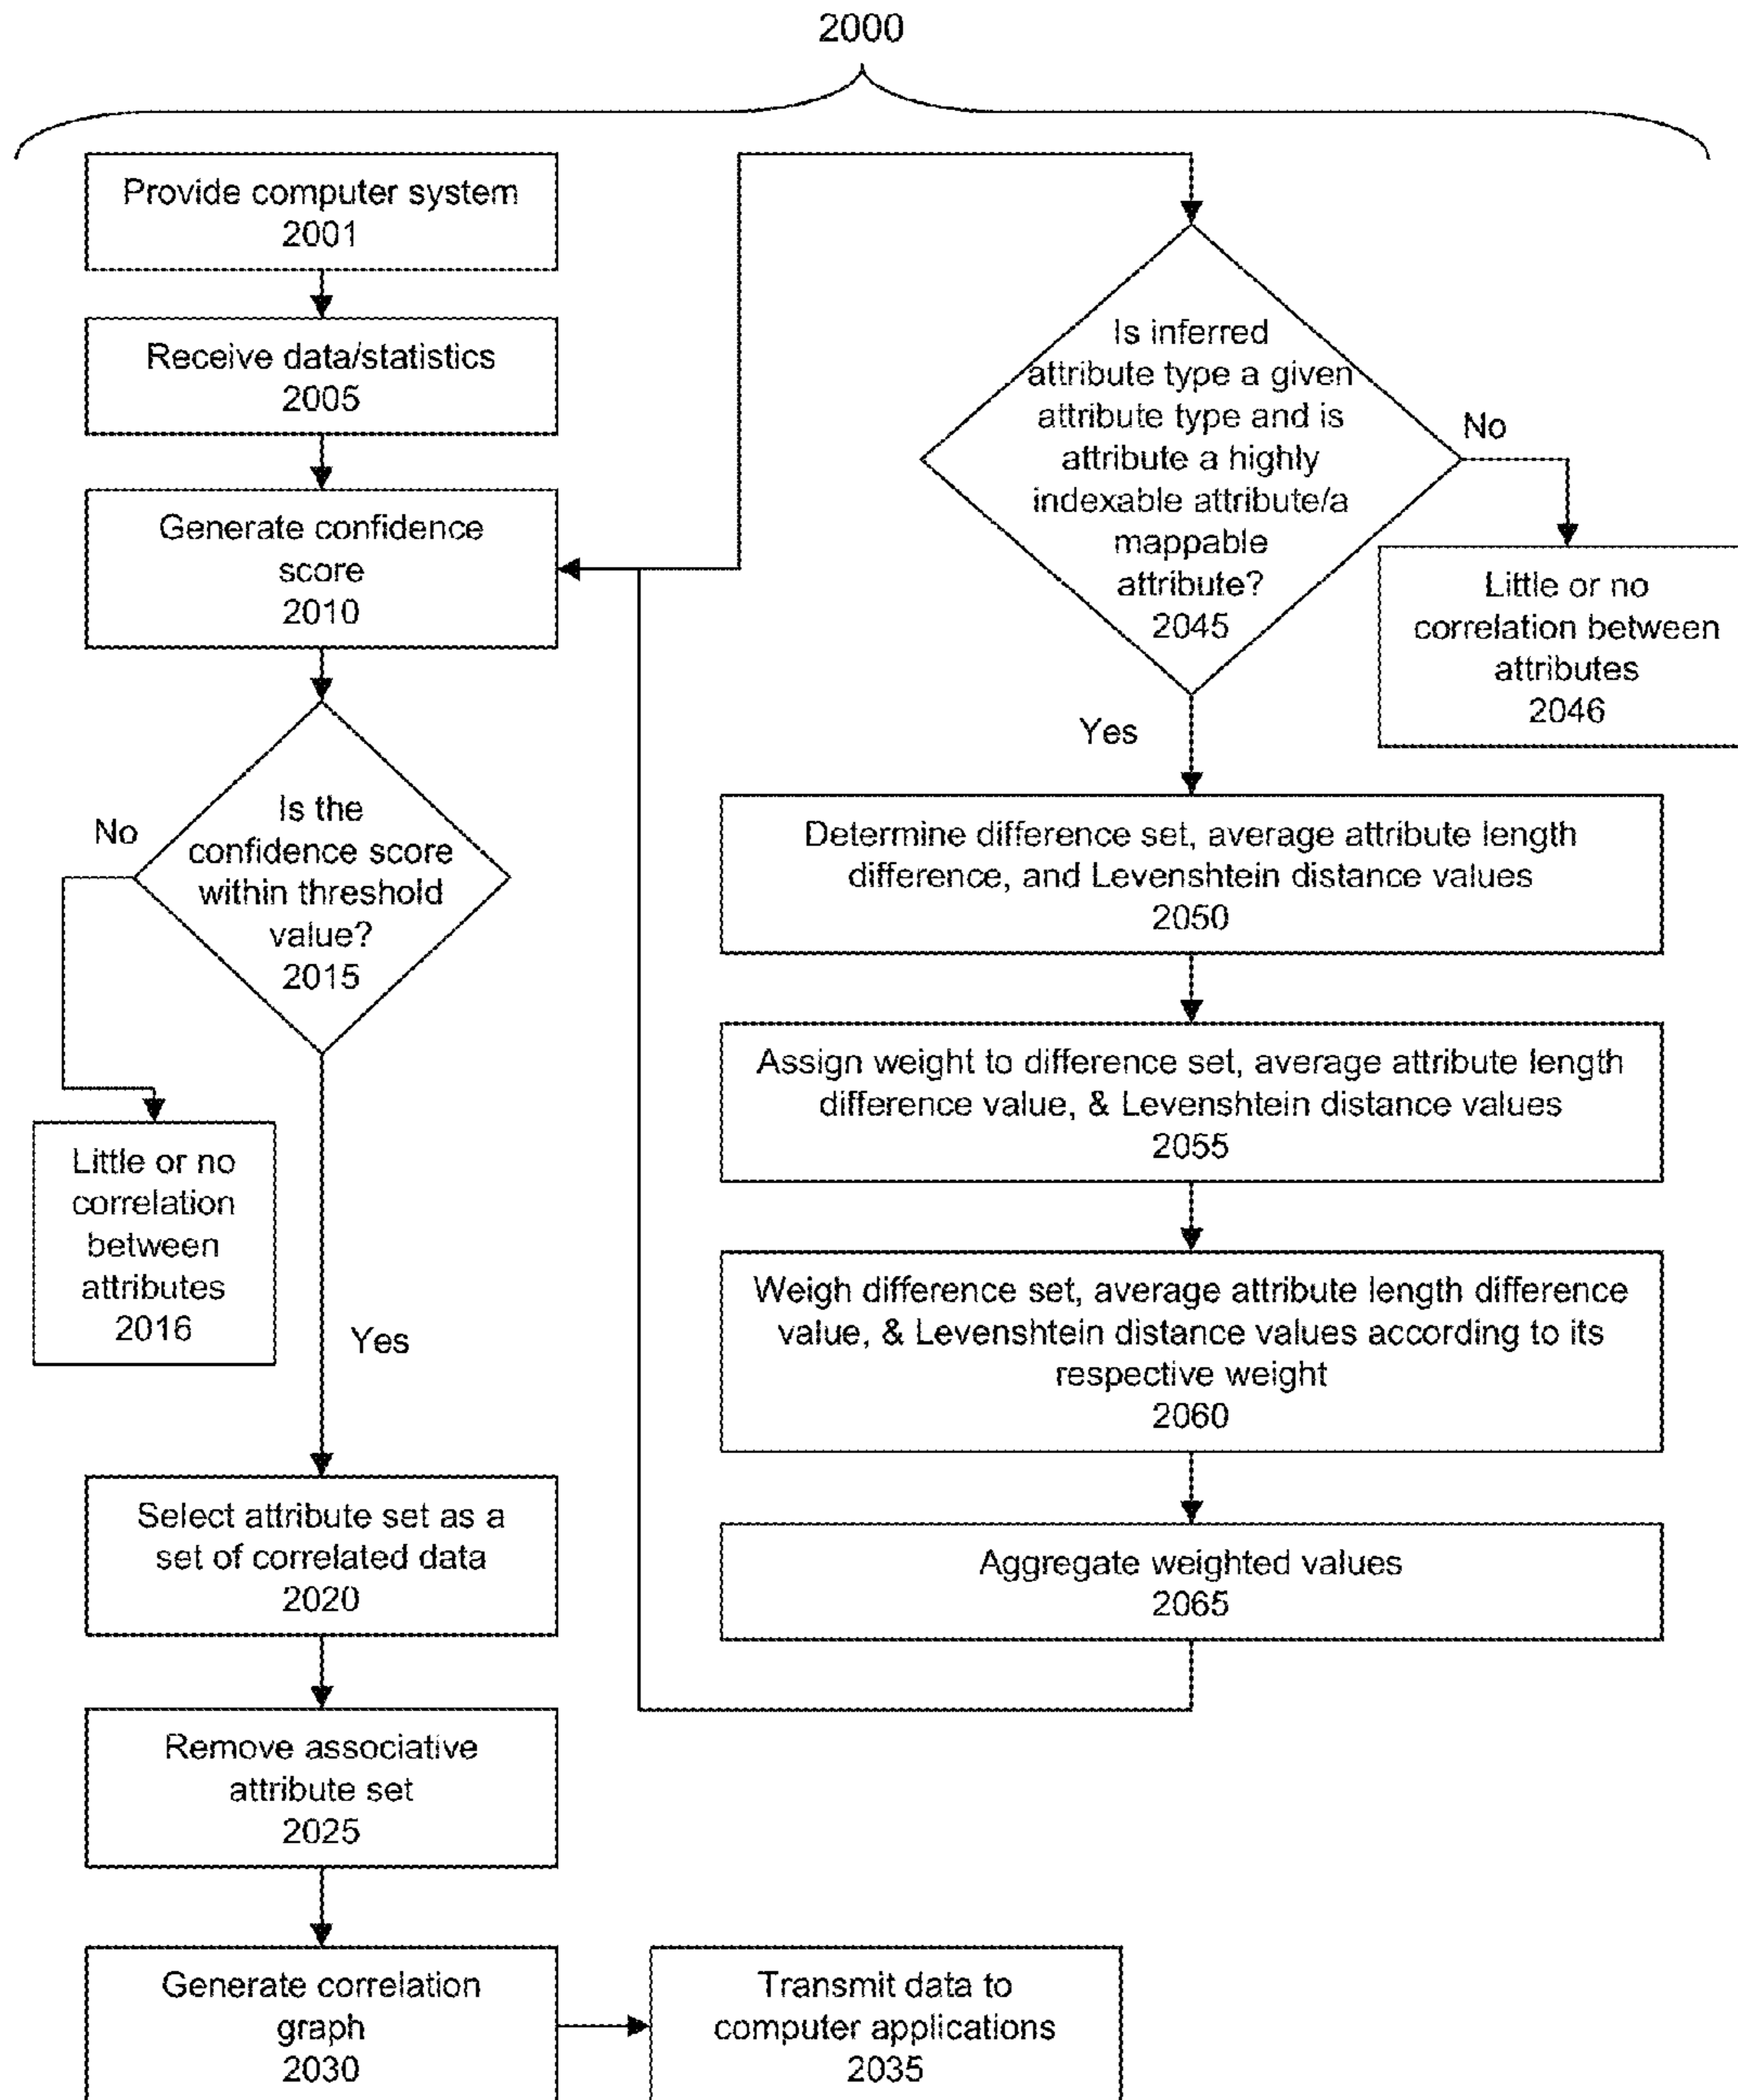 2000
Provide computer system
2001
Receive data/statistics
2005
Generate confidence
score
2010
Is the
confidence score
within threshold
value?
2015
No
Little or no
correlation
between
attributes
2016
Yes
Select attribute set as a
set of correlated data
2020
Remove associative
attribute set
2025
Generate correlation
graph
2030
Transmit data to
computer applications
2035
Is inferred
attribute type a given
attribute type and is
attribute a highly
indexable attribute/a
mappable
attribute?
2045
No
Little or no
correlation between
attributes
2046
Yes
Determine difference set, average attribute length
difference, and Levenshtein distance values
2050
Assign weight to difference set, average attribute length
difference value, & Levenshtein distance values
2055
Weigh difference set, average attribute length difference
value, & Levenshtein distance values according to its
respective weight
2060
Aggregate weighted values
2065